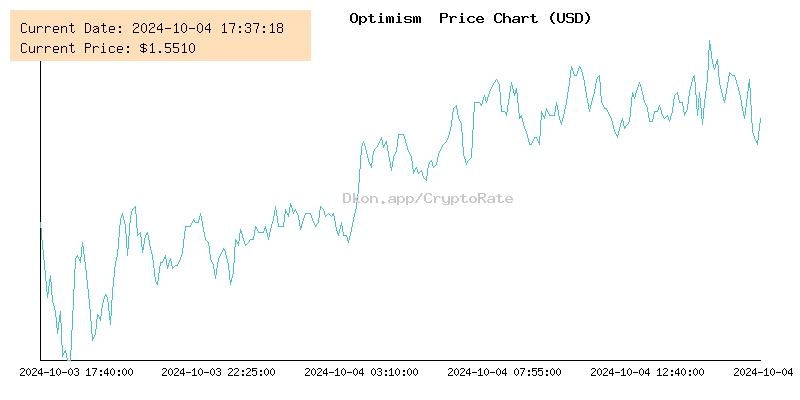 Optimism Price Chart (USD)
Current Date: 2024-10-04 17:37:18
Current Price: $1.5510
Dkon.app/CryptoRate
2024-10-03 17:40:00 2024-10-03 22:25:00 2024-10-04 03:10:00 2024-10-04 07:55:00 2024-10-04 12:40:00 2024-10-04